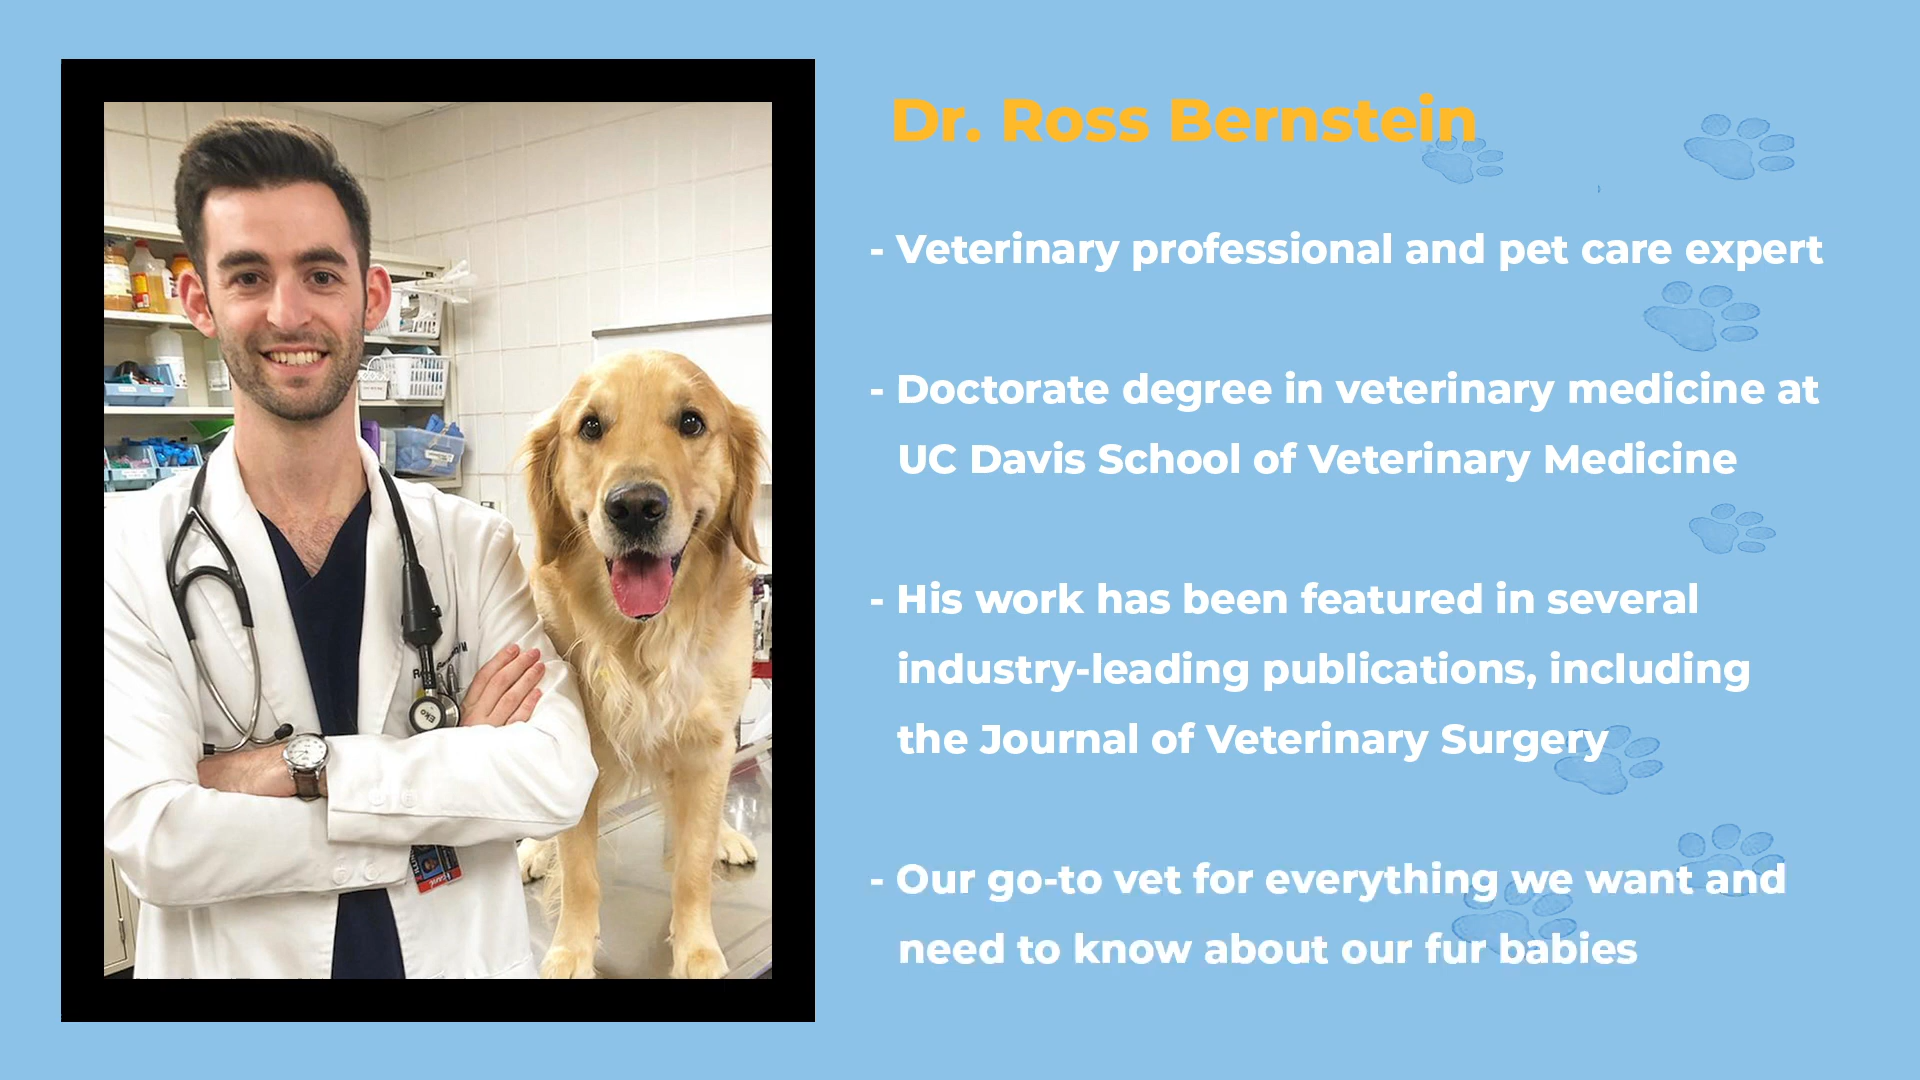 Dr. Ross Bernstein
- Veterinary professional and pet care expert
- Doctorate degree in veterinary medicine at
UC Davis School of Veterinary Medicine
- His work has been featured in several
industry-leading publications, including
the Journal of Veterinary Surgery
- Our go-to vet for everything we want and
need to know about our fur babies
Eko